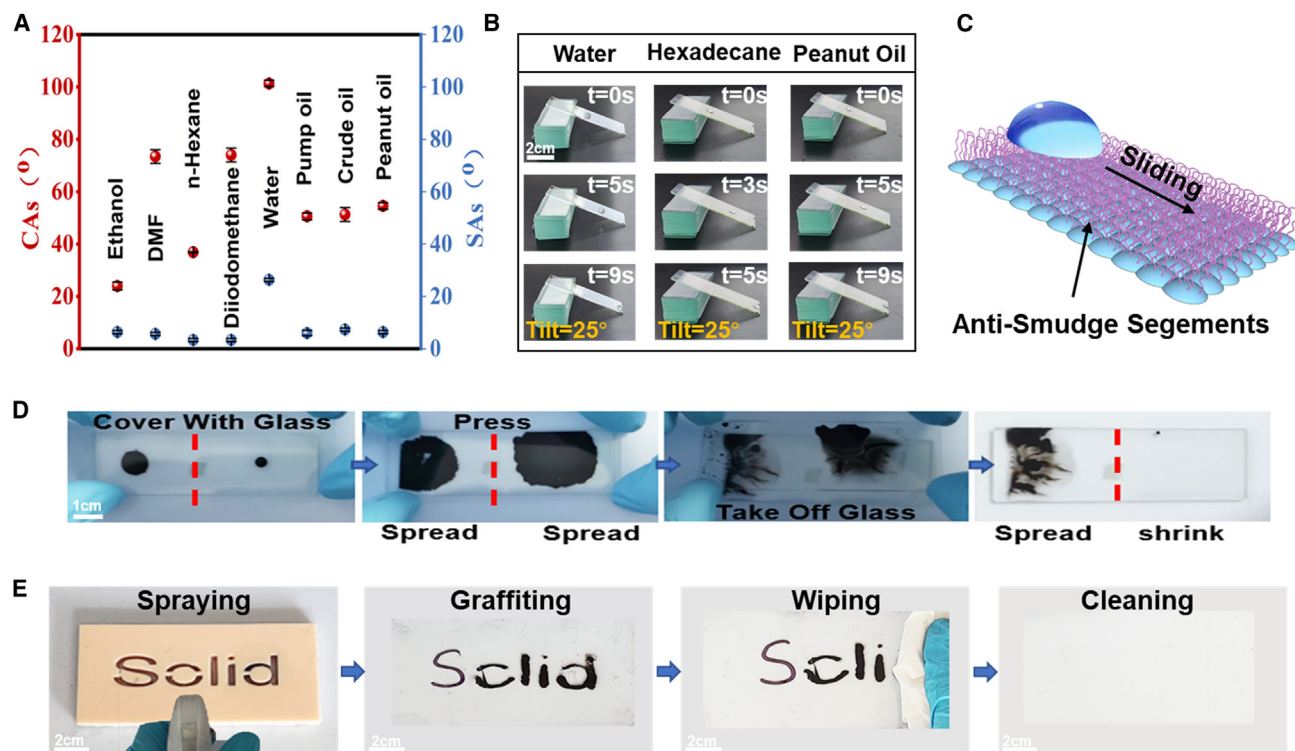 A
CAs (°)
120
100
80
60
40
20
0
Ethanol
DMF
n-Hexane
Diiodomethane
Water
Pump oil
Crude oil
Peanut oil
120
100
80
60
40
20
0
SAs (°)
B
Water Hexadecane Peanut Oil
t=0s t=0s t=0s
2cm
t=5s t=3s t=5s
t=9s t=5s t=9s
Tilt=25° Tilt=25° Tilt=25°
C
Sliding
Anti-Smudge Segements
D
Cover With Glass Press
1cm
Take Off Glass
Spread Spread Spread shrink
E
Spraying Graffiting Wiping Cleaning
Solid Solid Soli
2cm 2cm 2cm 2cm